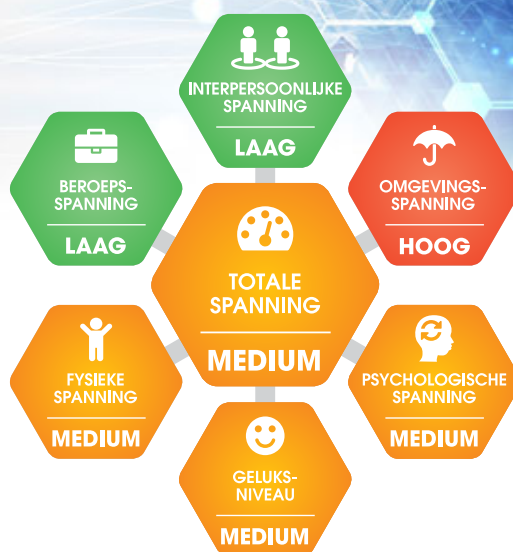 INTERPERSOONLIJKE
SPANNING
LAAG
BEROEPS-
SPANNING
LAAG
OMGEVINGS-
SPANNING
HOOG
TOTALE
SPANNING
MEDIUM
FYSIEKE
SPANNING
MEDIUM
PSYCHOLOGISCHE
SPANNING
MEDIUM
GELUKS-
NIVEAU
MEDIUM